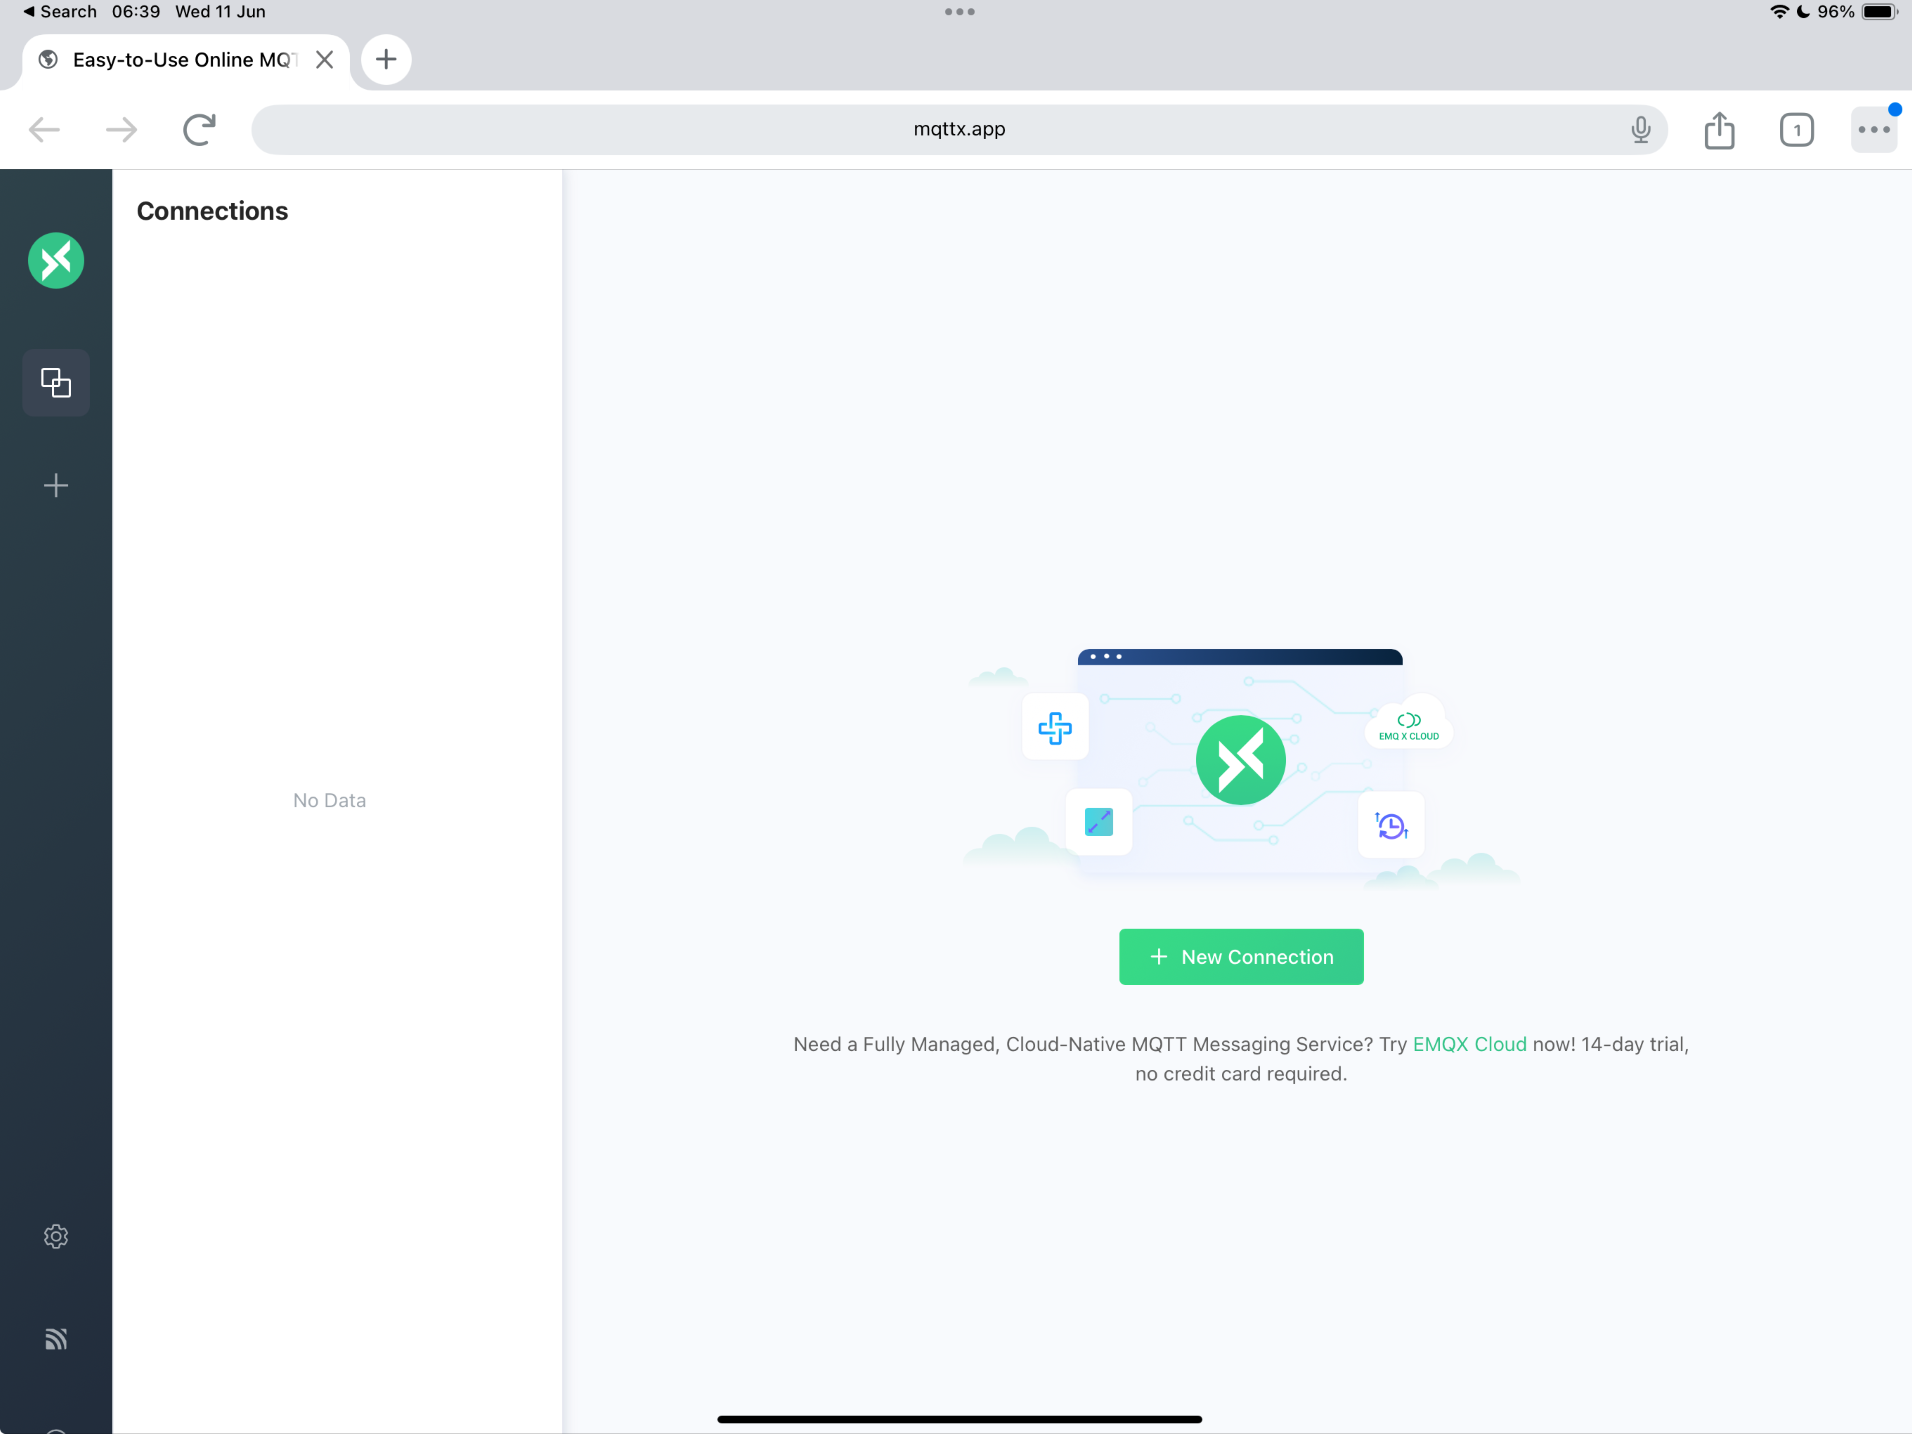 Search 06:39 Wed 11 Jun
96%
Easy-to-Use Online MQT
mqttx.app
1
Connections
No Data
EMQ X CLOUD
New Connection
Need a Fully Managed, Cloud-Native MQTT Messaging Service? Try EMQX Cloud now! 14-day trial,
no credit card required.